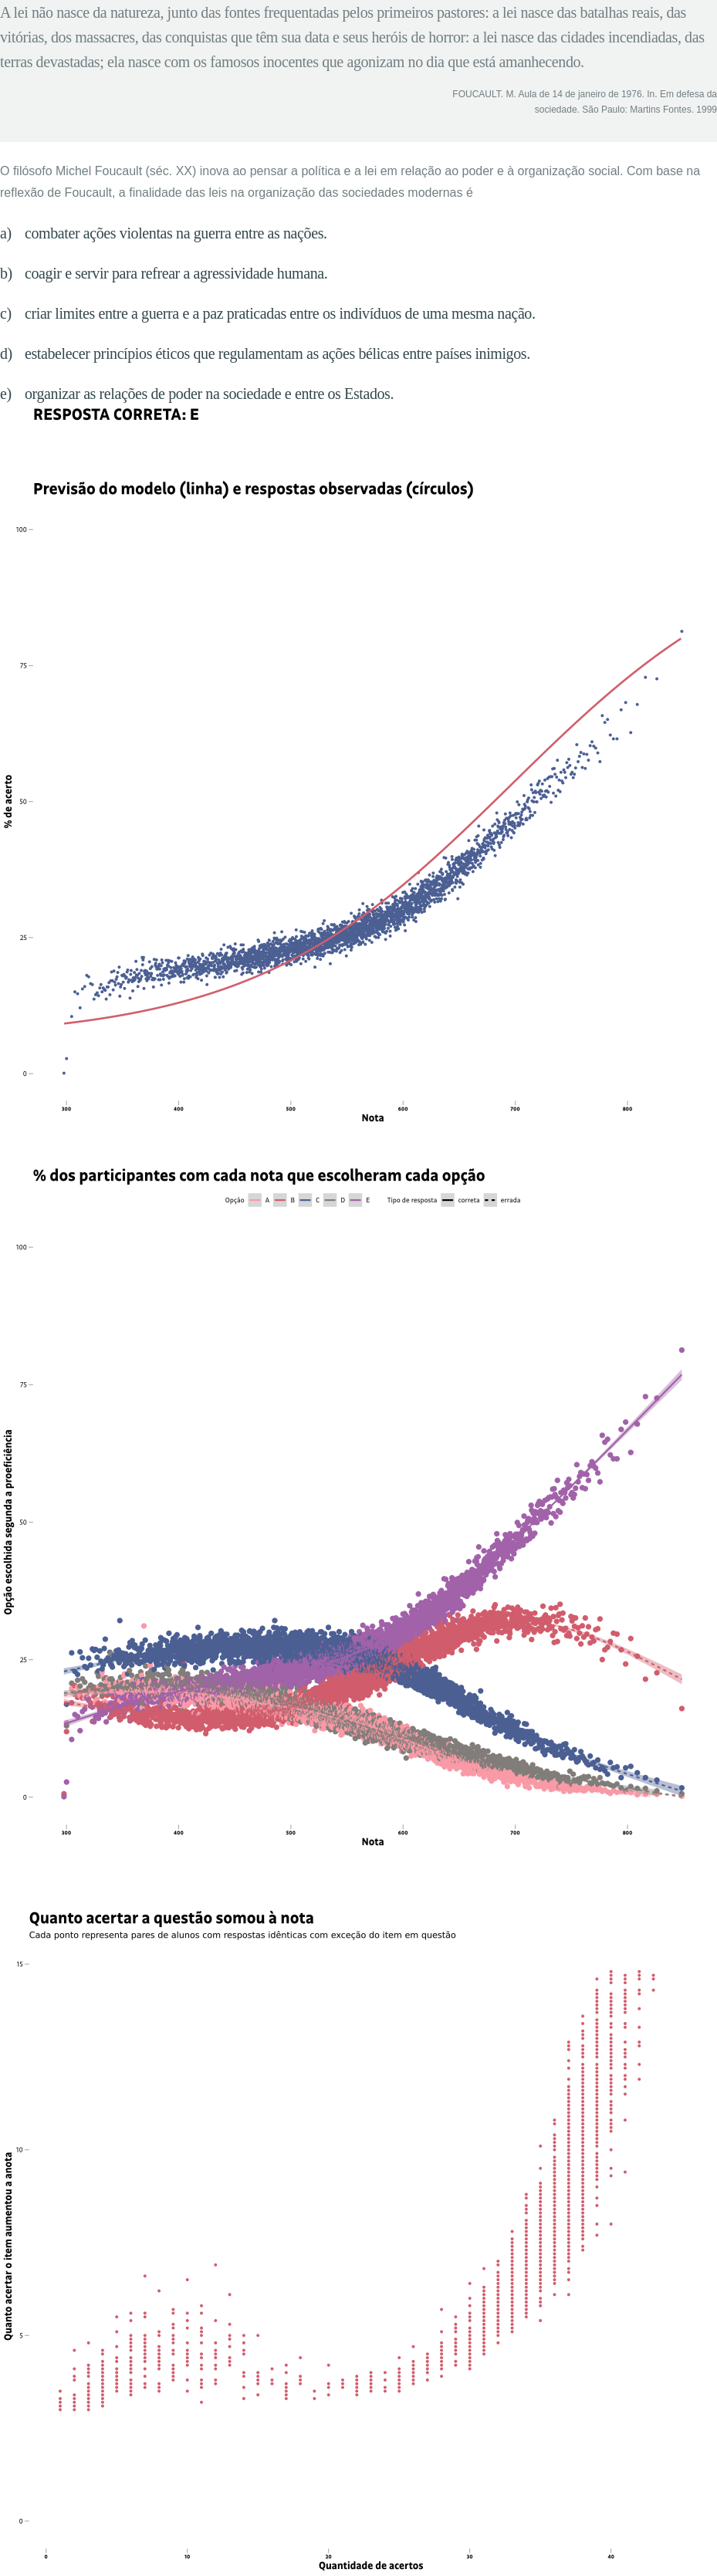 A lei não nasce da natureza, junto das fontes frequentadas pelos primeiros pastores: a lei nasce das batalhas reais, das
vitórias, dos massacres, das conquistas que têm sua data e seus heróis de horror: a lei nasce das cidades incendiadas, das
terras devastadas; ela nasce com os famosos inocentes que agonizam no dia que está amanhecendo.
FOUCAULT. M. Aula de 14 de janeiro de 1976. In. Em defesa da
sociedade. São Paulo: Martins Fontes. 1999
O filósofo Michel Foucault (séc. XX) inova ao pensar a política e a lei em relação ao poder e à organização social. Com base na
reflexão de Foucault, a finalidade das leis na organização das sociedades modernas é
a) combater ações violentas na guerra entre as nações.
b) coagir e servir para refrear a agressividade humana.
c) criar limites entre a guerra e a paz praticadas entre os indivíduos de uma mesma nação.
d) estabelecer princípios éticos que regulamentam as ações bélicas entre países inimigos.
e) organizar as relações de poder na sociedade e entre os Estados.
RESPOSTA CORRETA: E
Previsão do modelo (linha) e respostas observadas (círculos)
100
75
50
25
0
% de acerto
300 400 500 600 700 800
Nota
% dos participantes com cada nota que escolheram cada opção
Opção A B C D E Tipo de resposta correta errada
100
75
50
25
0
Opção escolhida segunda a proeficiência
300 400 500 600 700 800
Nota
Quanto acertar a questão somou à nota
Cada ponto representa pares de alunos com respostas idênticas com exceção do item em questão
15
10
5
0
Quanto acertar o item aumentou a anota
0 10 20 30 40
Quantidade de acertos